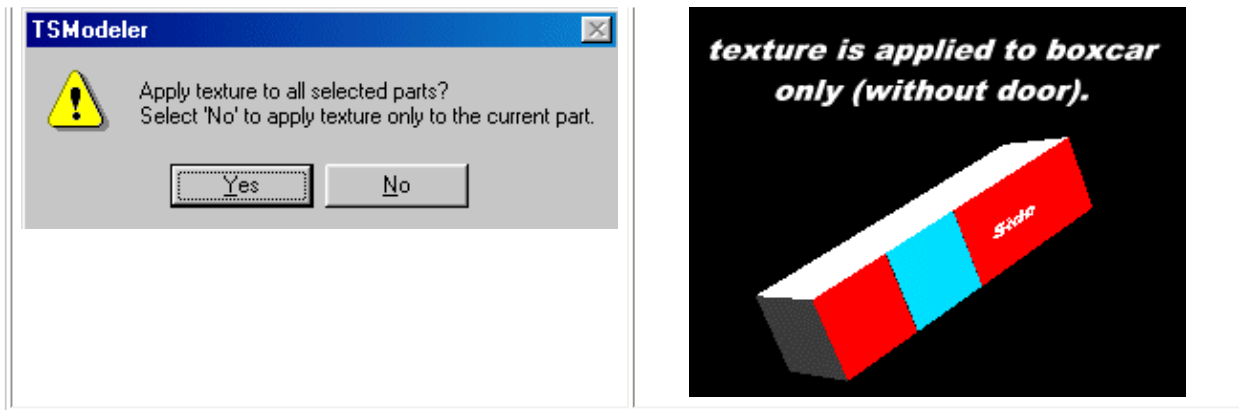 TSModeler
Apply texture to all selected parts?
Select 'No' to apply texture only to the current part.
Yes
No
texture is applied to boxcar
only (without door).